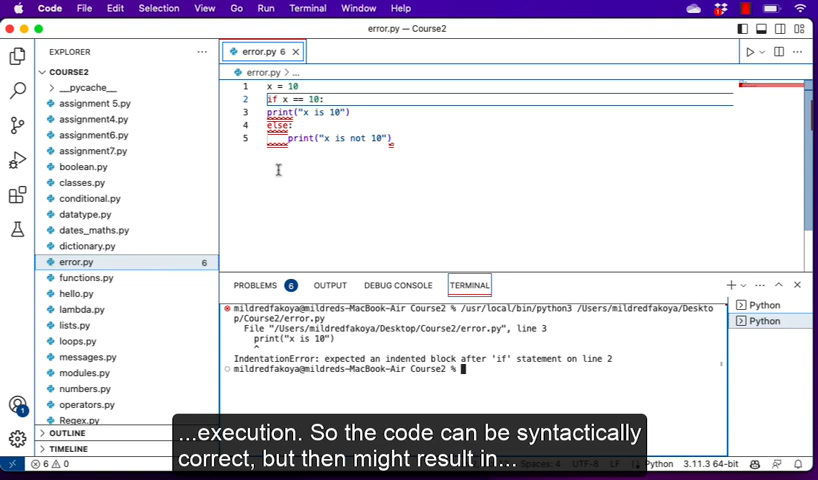 Code File Edit Selection View Go Run Terminal Window Help
error.py — Course2
EXPLORER
COURSE2
__pycache__
assignment 5.py
assignment4.py
assignment6.py
assignment7.py
boolean.py
classes.py
conditional.py
datatype.py
dates_maths.py
dictionary.py
error.py 6
functions.py
hello.py
lambda.py
lists.py
loops.py
messages.py
modules.py
numbers.py
operators.py
Regex.py
OUTLINE
TIMELINE
error.py 6
error.py > ...
1 x = 10
2 if x == 10:
3 print("x is 10")
4 else:
5 print("x is not 10")
PROBLEMS 6 OUTPUT DEBUG CONSOLE TERMINAL
mildredfakoya@mildreds-MacBook-Air Course2 % /usr/local/bin/python3 /Users/mildredfakoya/Deskto
p/Course2/error.py
File "/Users/mildredfakoya/Desktop/Course2/error.py", line 3
print("x is 10")
^
IndentationError: expected an indented block after 'if' statement on line 2
mildredfakoya@mildreds-MacBook-Air Course2 %
Python
Python
...execution. So the code can be syntactically
correct, but then might result in...
1
6 0 Spaces: 4 UTF-8 LF Python 3.11.3 64-bit